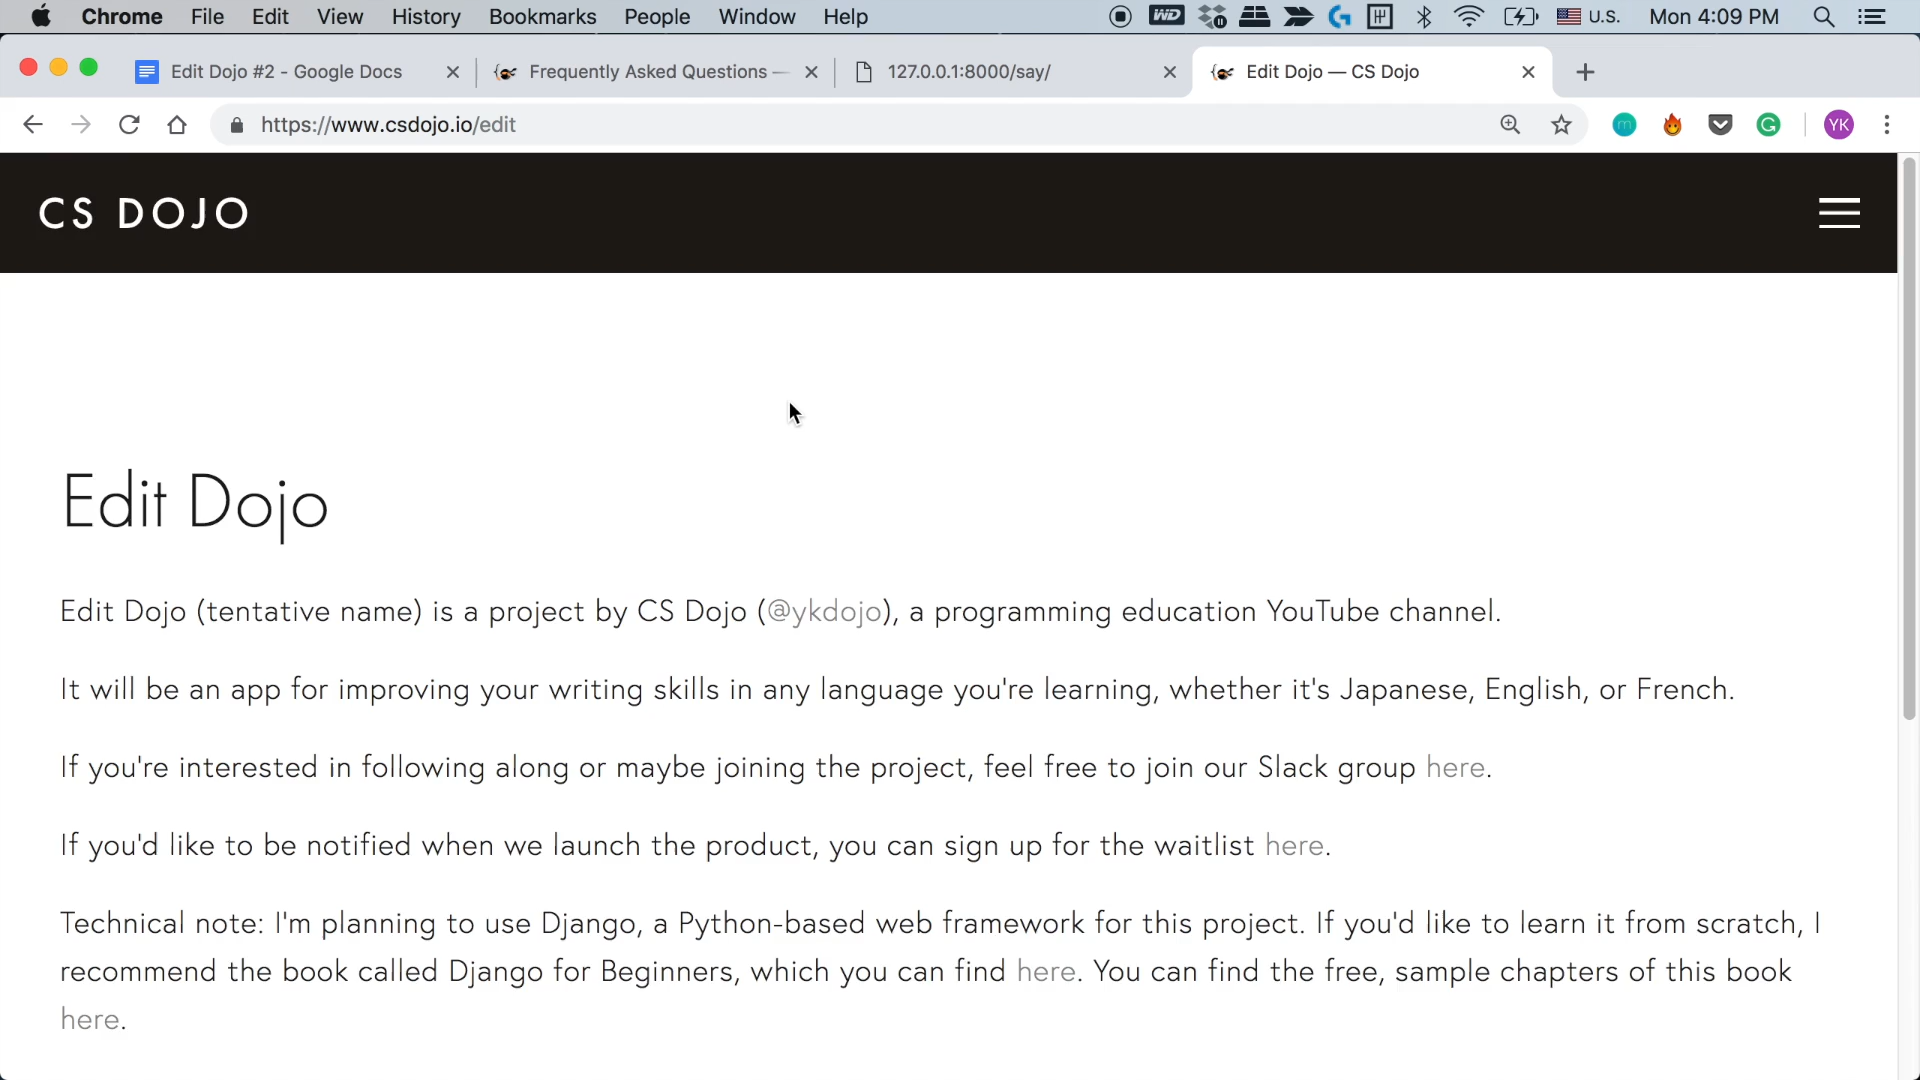 Chrome File Edit View History Bookmarks People Window Help WD U.S. Mon 4:09 PM
Edit Dojo #2 - Google Docs Frequently Asked Questions — 127.0.0.1:8000/say/ Edit Dojo — CS Dojo
https://www.csdojo.io/edit m G YK
CS DOJO
Edit Dojo
Edit Dojo (tentative name) is a project by CS Dojo (@ykdojo), a programming education YouTube channel.
It will be an app for improving your writing skills in any language you're learning, whether it's Japanese, English, or French.
If you're interested in following along or maybe joining the project, feel free to join our Slack group here.
If you'd like to be notified when we launch the product, you can sign up for the waitlist here.
Technical note: I'm planning to use Django, a Python-based web framework for this project. If you'd like to learn it from scratch, I
recommend the book called Django for Beginners, which you can find here. You can find the free, sample chapters of this book
here.